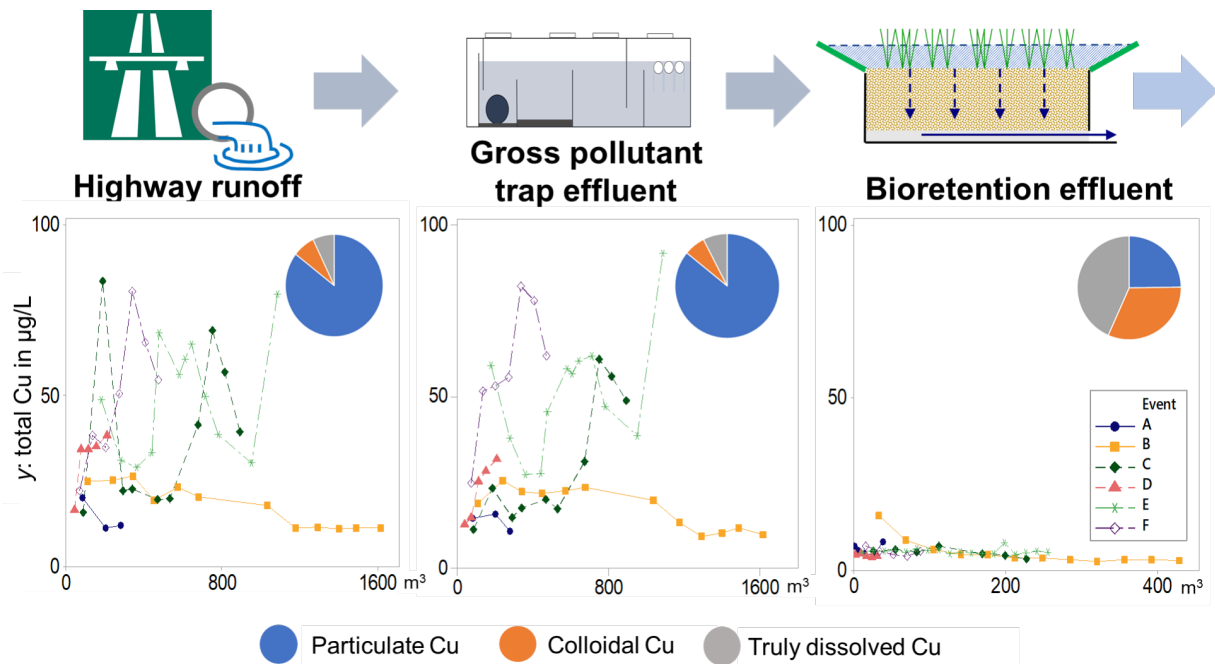 Highway runoff
Gross pollutant
trap effluent
Bioretention effluent
y: total Cu in µg/L
100
50
0
0
800
1600
m³
100
50
0
0
800
1600
m³
100
50
0
0
200
400
m³
Event
A
B
C
D
E
F
Particulate Cu
Colloidal Cu
Truly dissolved Cu